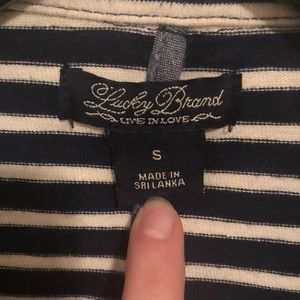 Lucky Brand
LIVE IN LOVE
S
MADE IN
SRI LANKA